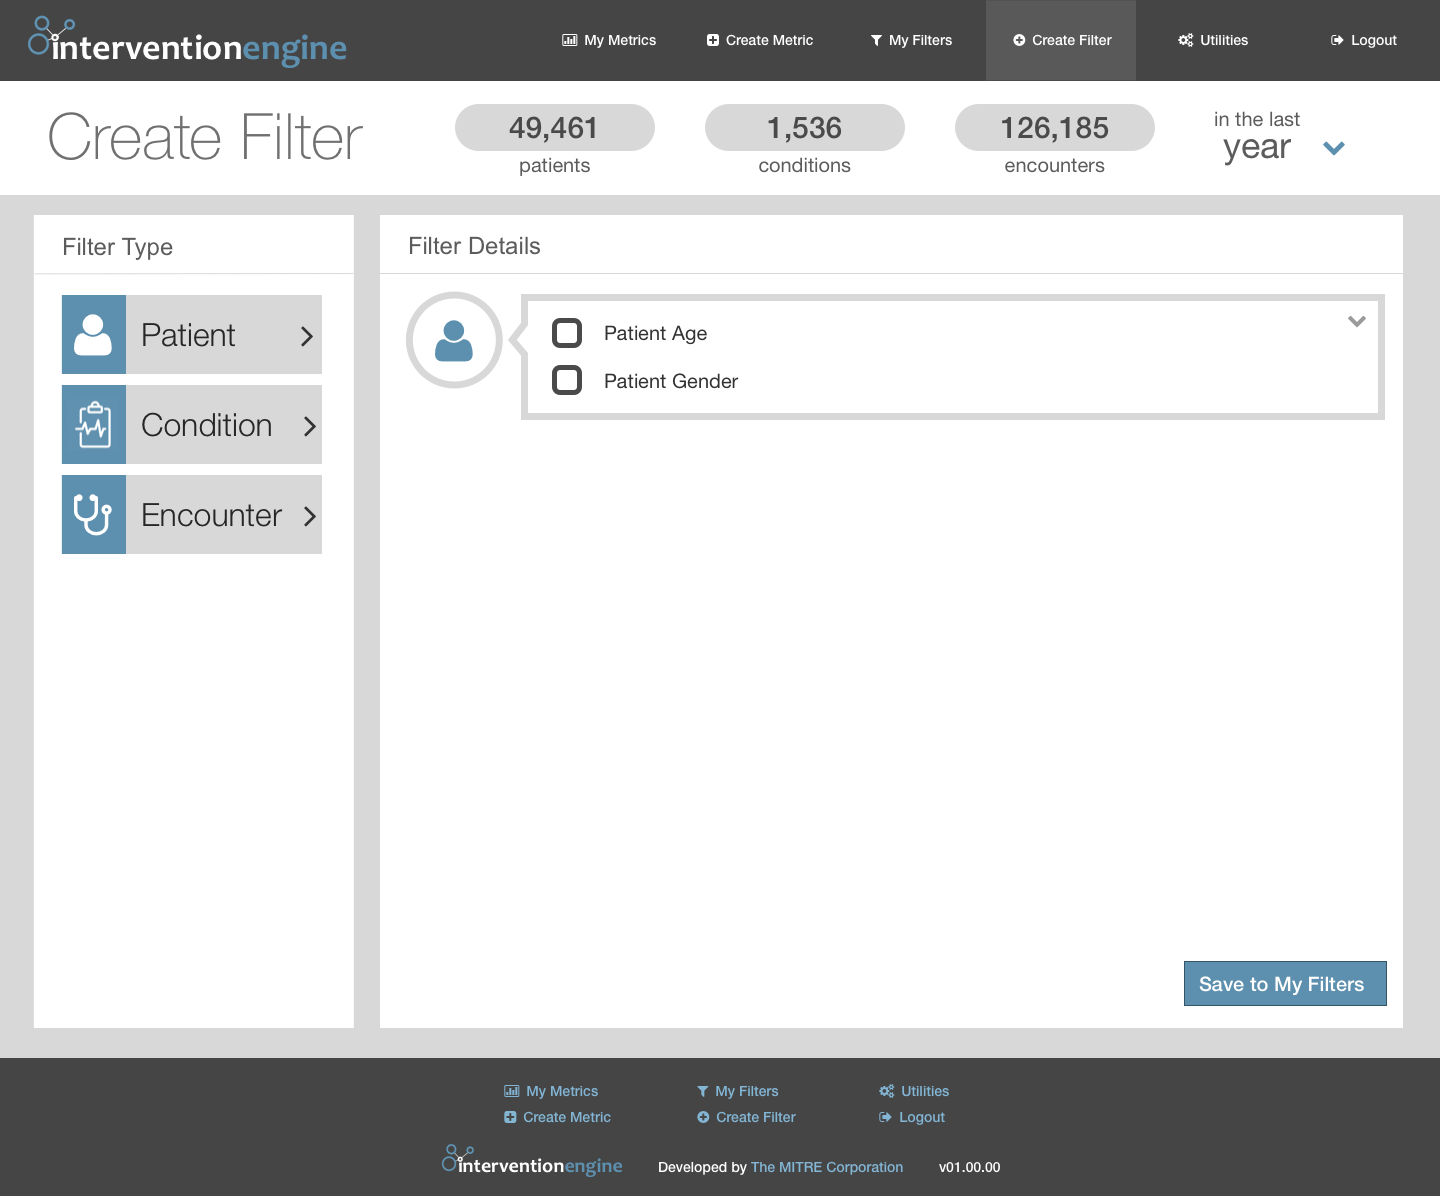 interventionengine
My Metrics
Create Metric
My Filters
Create Filter
Utilities
Logout
Create Filter
49,461
patients
1,536
conditions
126,185
encounters
in the last
year
Filter Type
Patient
Condition
Encounter
Filter Details
Patient Age
Patient Gender
Save to My Filters
My Metrics
My Filters
Utilities
Create Metric
Create Filter
Logout
interventionengine
Developed by The MITRE Corporation
v01.00.00